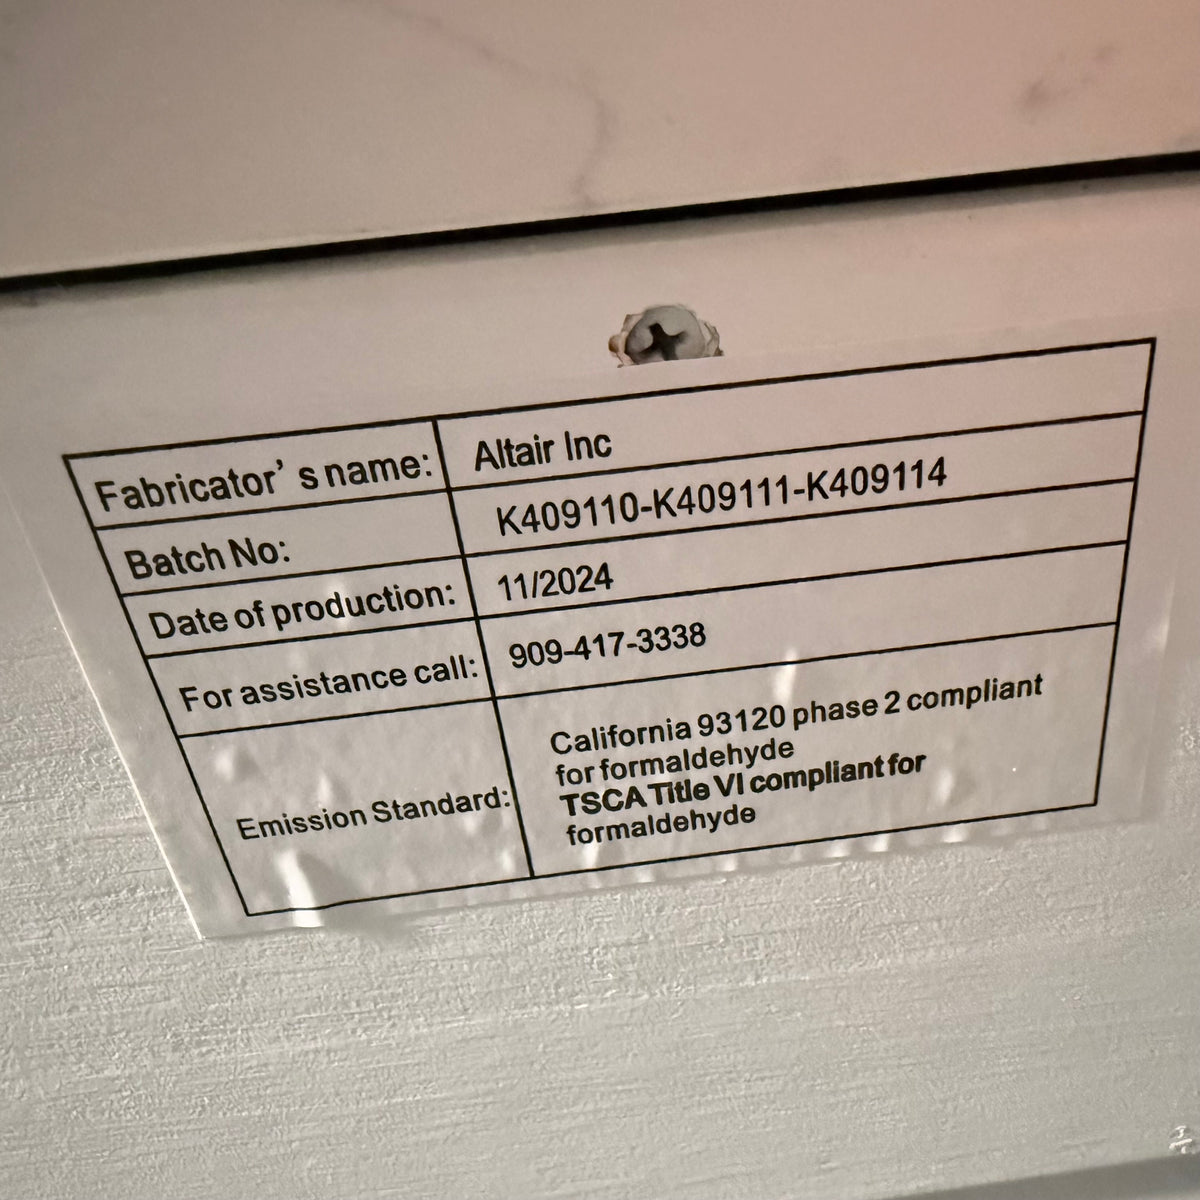 Fabricator's name: Altair Inc
Batch No: K409110-K409111-K409114
Date of production: 11/2024
For assistance call: 909-417-3338
Emission Standard: California 93120 phase 2 compliant
for formaldehyde
TSCA Title VI compliant for
formaldehyde